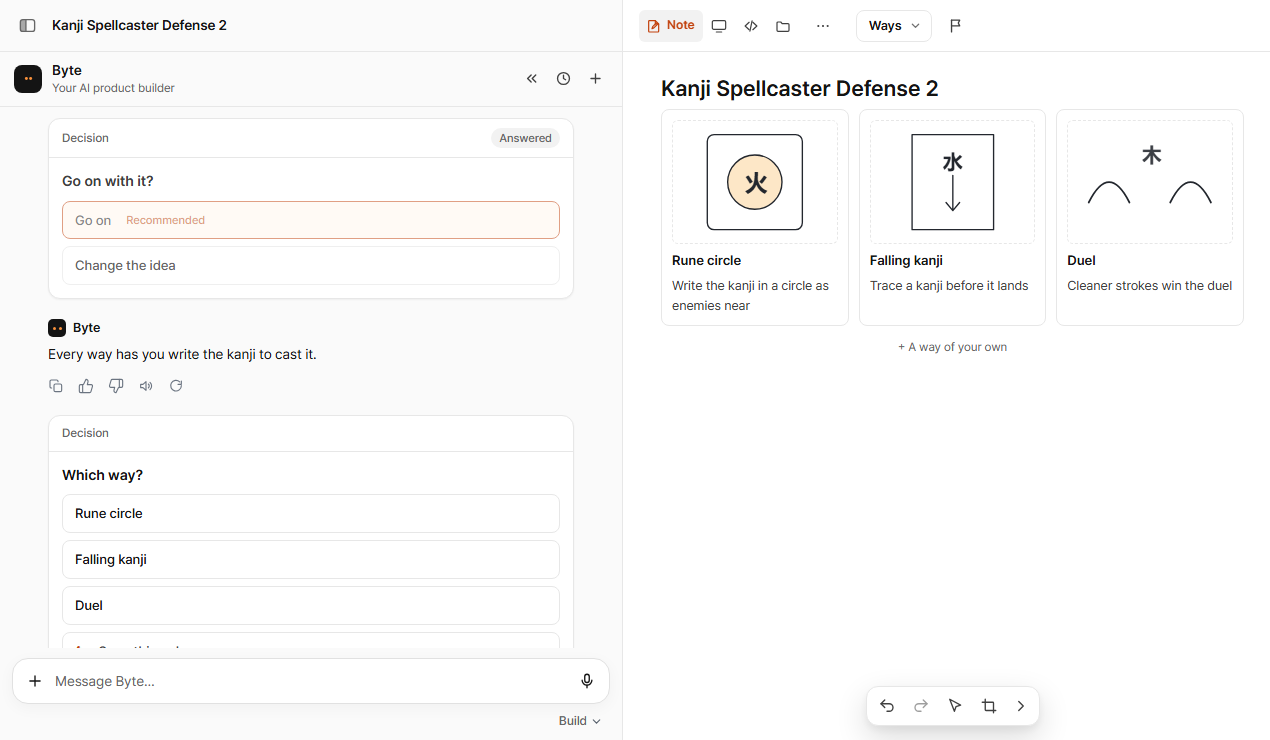 Kanji Spellcaster Defense 2
Byte
Your AI product builder
Decision
Answered
Go on with it?
Go on Recommended
Change the idea
Byte
Every way has you write the kanji to cast it.
Decision
Which way?
Rune circle
Falling kanji
Duel
Message Byte...
Build
Note
Ways
Kanji Spellcaster Defense 2
火
Rune circle
Write the kanji in a circle as
enemies near
水
Falling kanji
Trace a kanji before it lands
木
Duel
Cleaner strokes win the duel
+ A way of your own